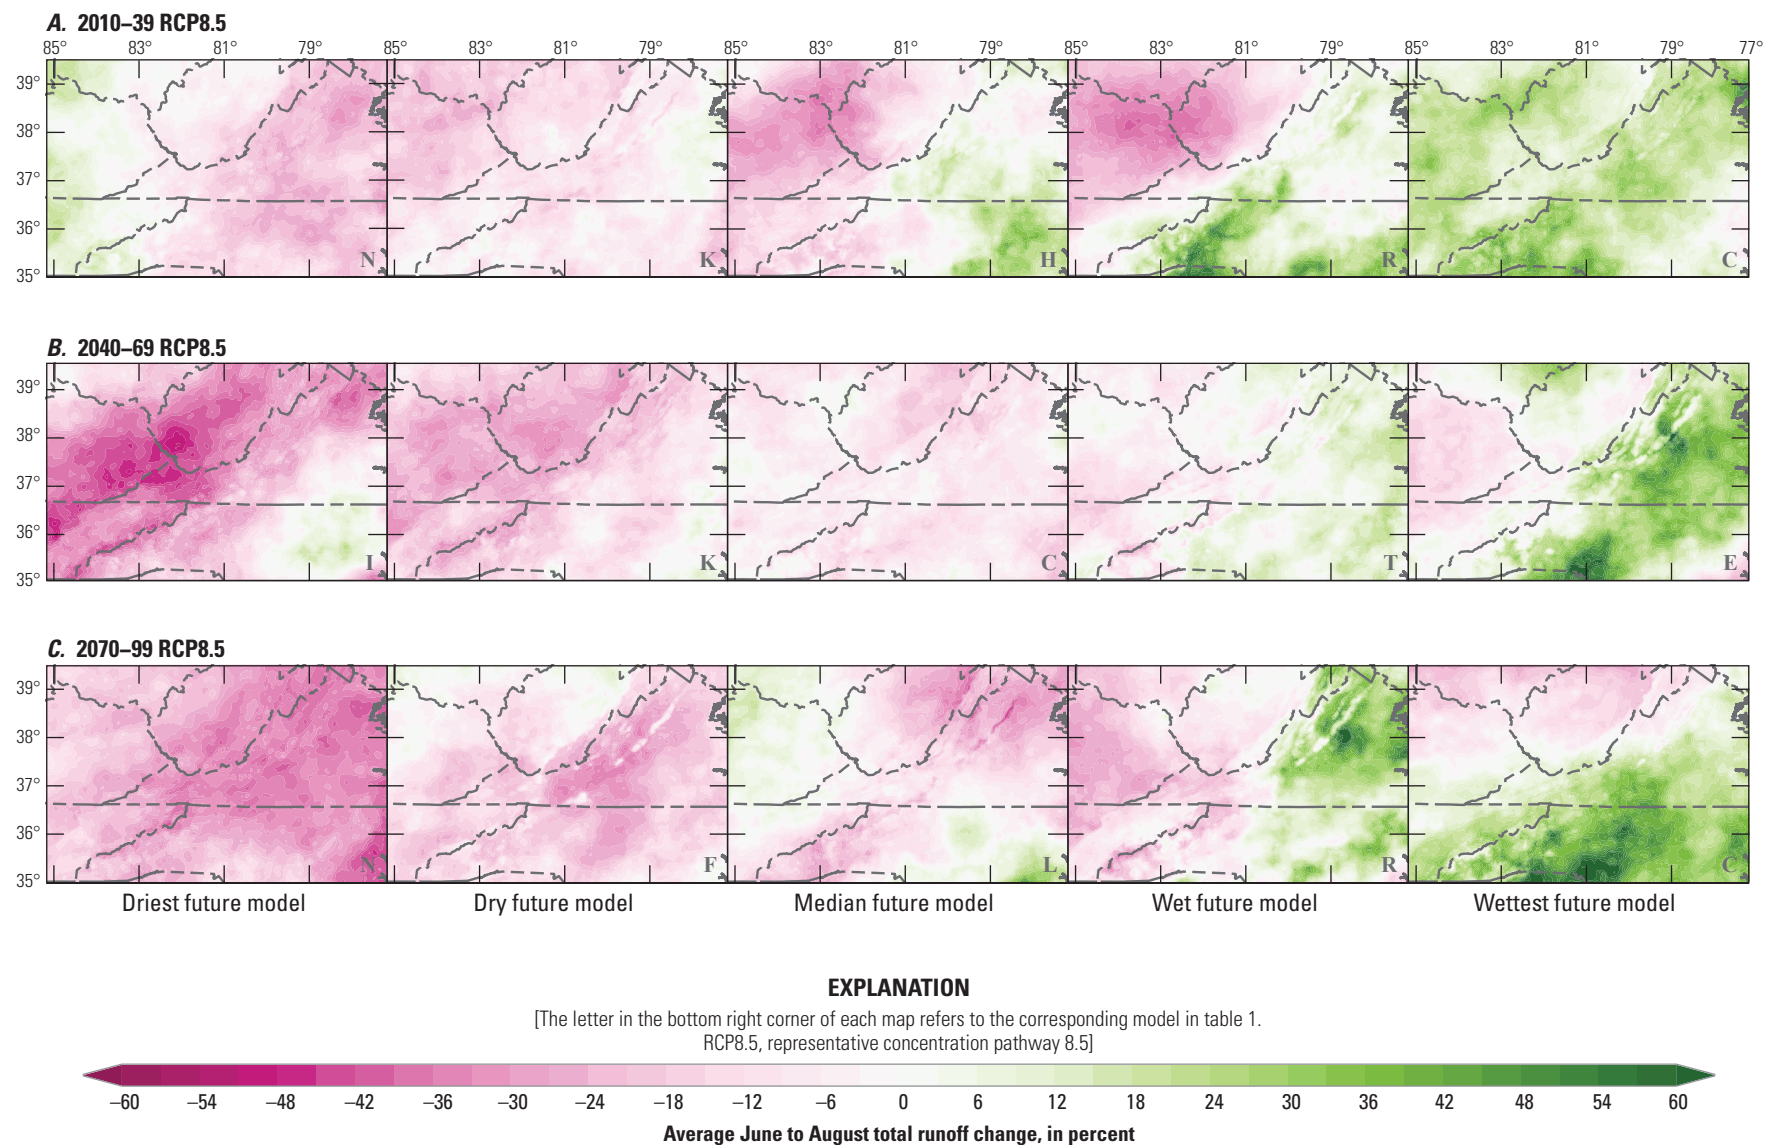 A. 2010–39 RCP8.5
85° 83° 81° 79° 85° 83° 81° 79° 85° 83° 81° 79° 85° 83° 81° 79° 85° 83° 81° 79° 77°
39°
38°
37°
36°
35°
N K H R C
B. 2040–69 RCP8.5
39°
38°
37°
36°
35°
I K C T E
C. 2070–99 RCP8.5
39°
38°
37°
36°
35°
N F L R C
Driest future model Dry future model Median future model Wet future model Wettest future model
EXPLANATION
[The letter in the bottom right corner of each map refers to the corresponding model in table 1.
RCP8.5, representative concentration pathway 8.5]
–60 –54 –48 –42 –36 –30 –24 –18 –12 –6 0 6 12 18 24 30 36 42 48 54 60
Average June to August total runoff change, in percent